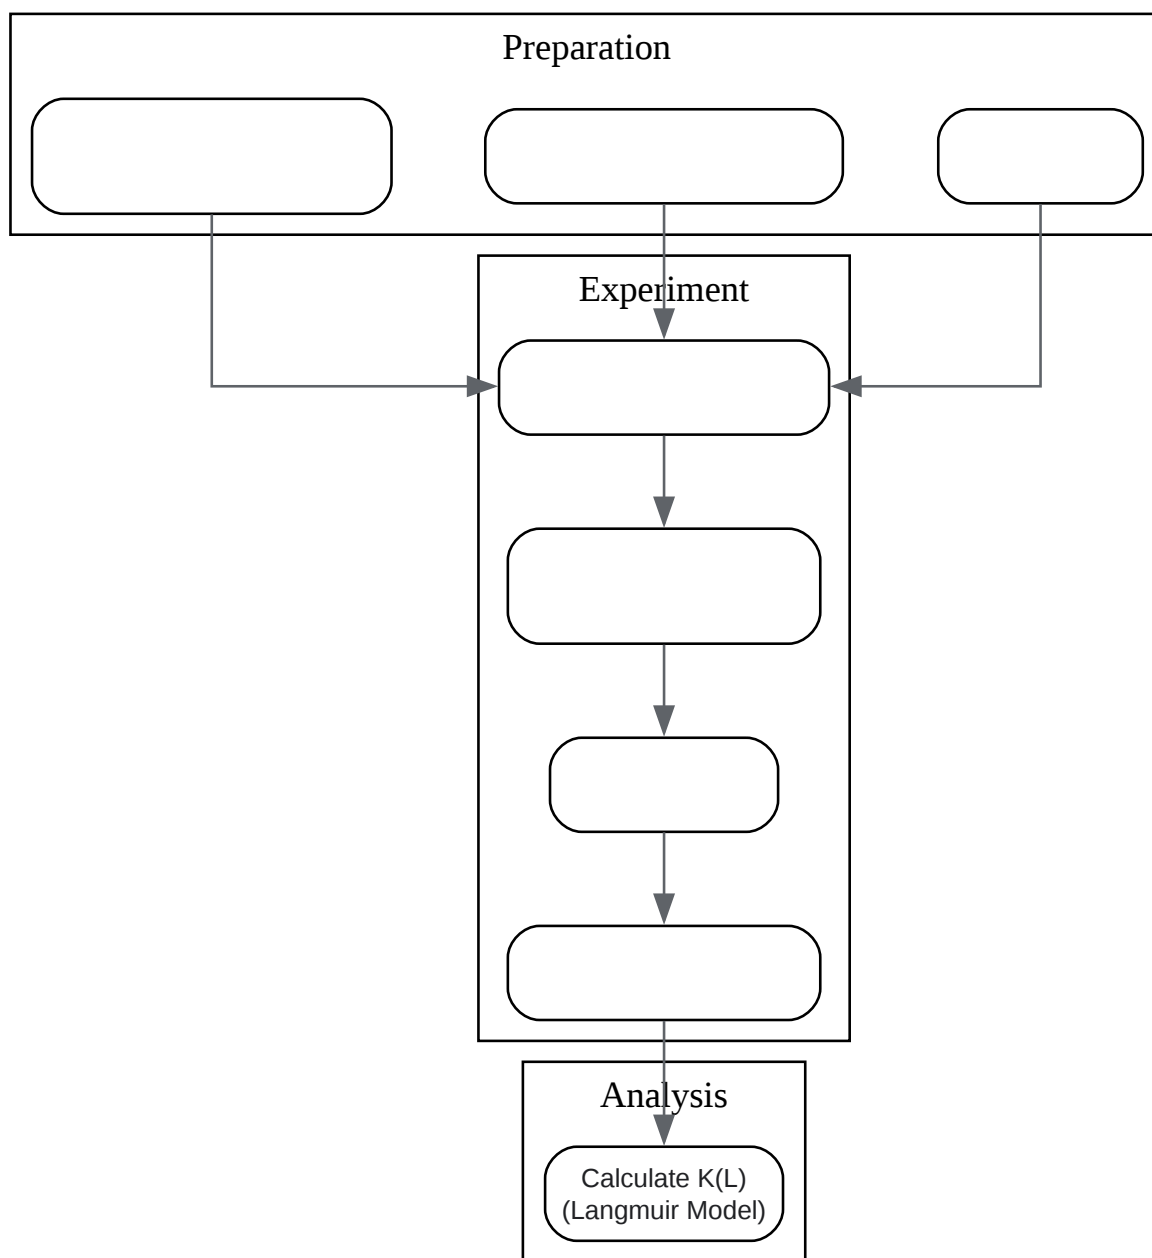 Preparation
Experiment
Analysis
Calculate K(L)
(Langmuir Model)